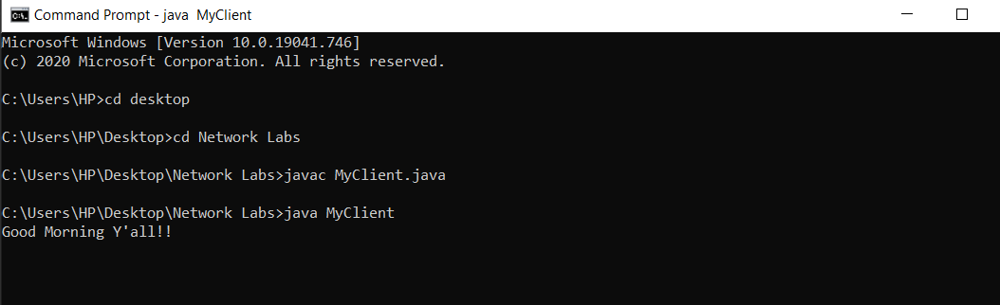 Command Prompt - java  MyClient
Microsoft Windows [Version 10.0.19041.746]
(c) 2020 Microsoft Corporation. All rights reserved.
C:\Users\HP>cd desktop
C:\Users\HP\Desktop>cd Network Labs
C:\Users\HP\Desktop\Network Labs>javac MyClient.java
C:\Users\HP\Desktop\Network Labs>java MyClient
Good Morning Y'all!!